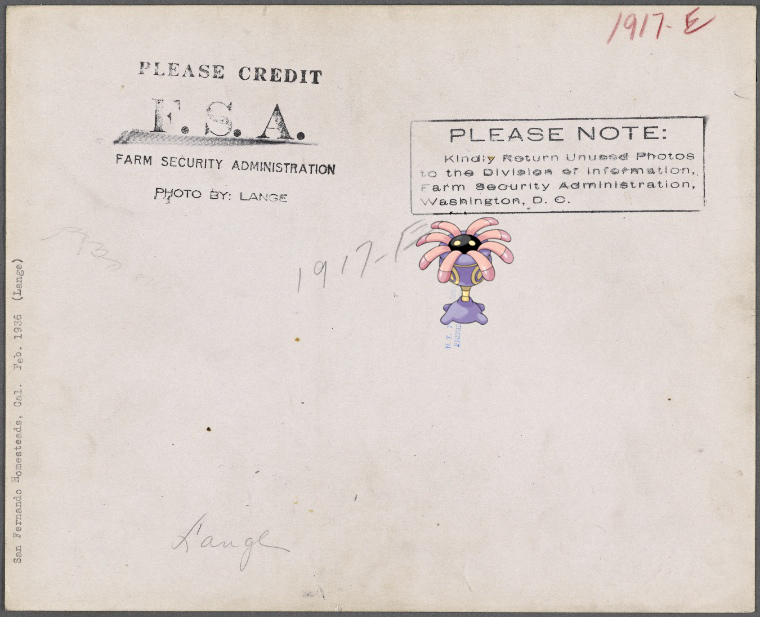 1917-E
PLEASE CREDIT
F. S. A.
FARM SECURITY ADMINISTRATION
PHOTO BY: LANGE
PLEASE NOTE:
Kindly Return Unused Photos
to the Division of Information,
Farm Security Administration,
Washington, D. C.
1917-E
San Fernando Homesteads, Cal. Feb. 1936 (Lange)
Lange